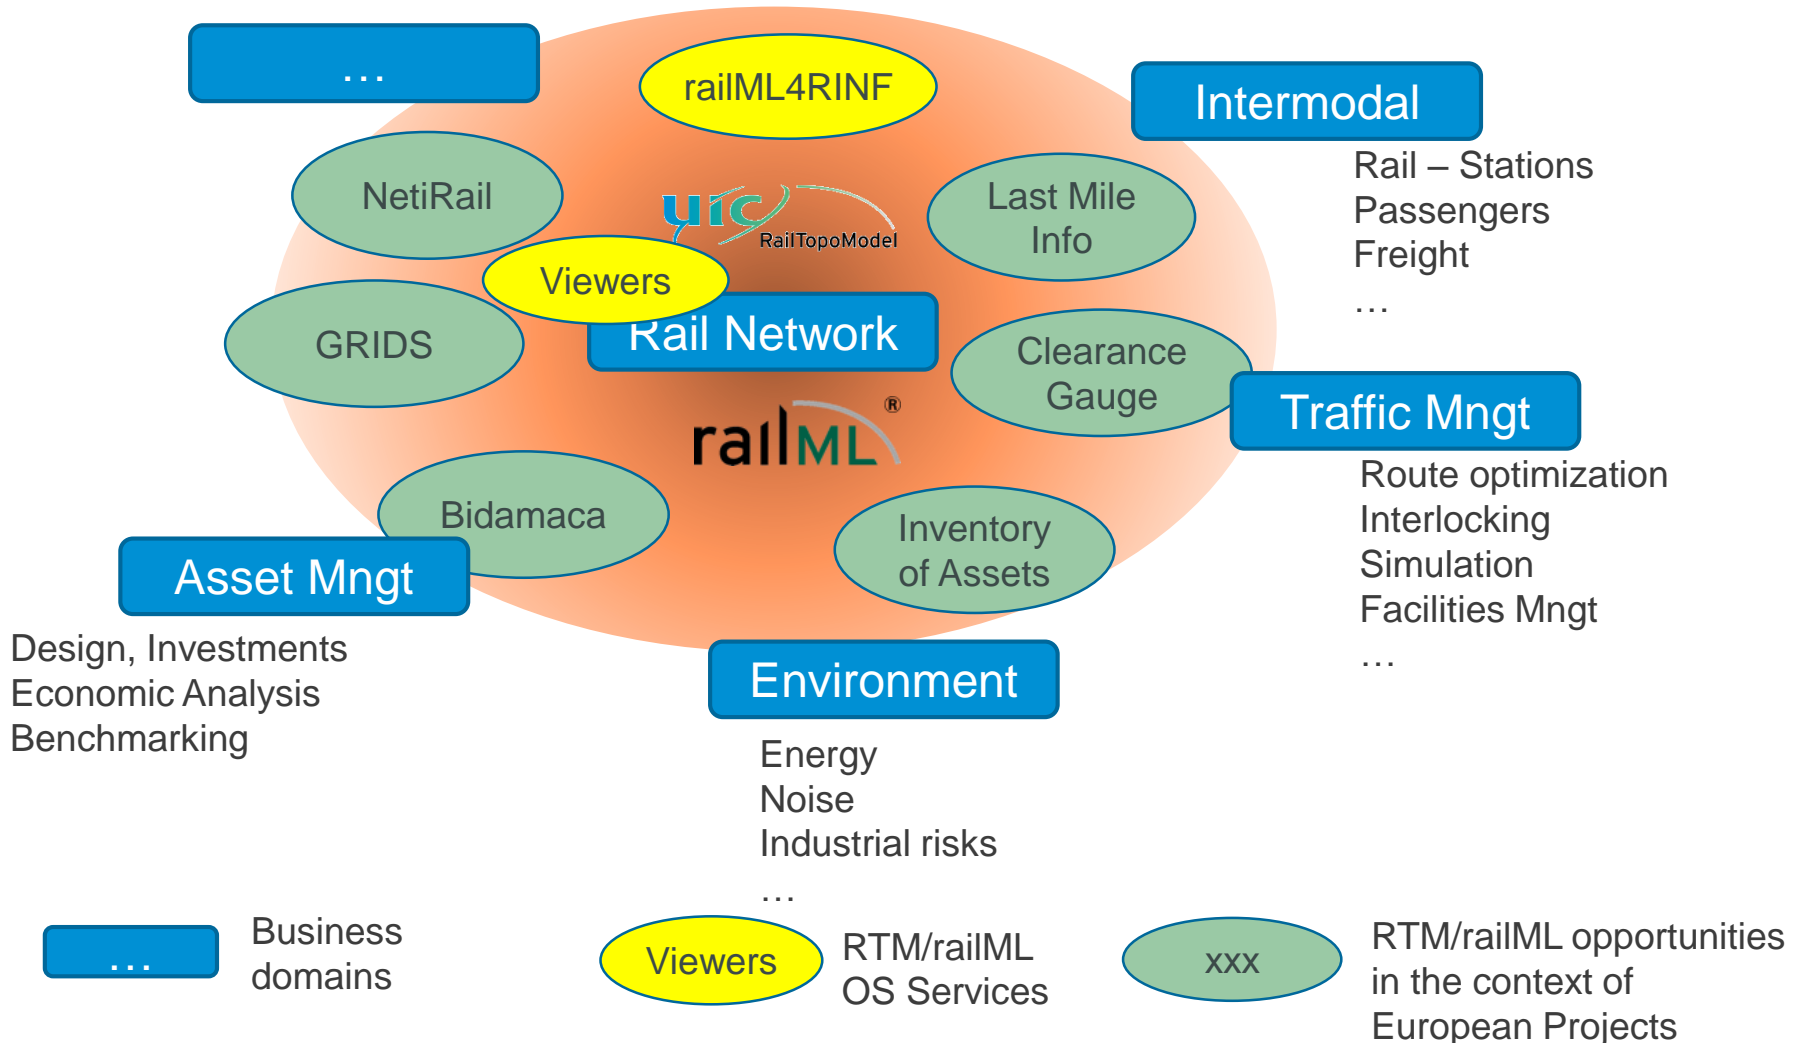 …
railML4RINF
Intermodal
Rail – Stations
Passengers
Freight
…
NetiRail
uic
RailTopoModel
Last Mile
Info
Viewers
GRIDS
Rail Network
Clearance
Gauge
Traffic Mngt
railML®
Route optimization
Interlocking
Simulation
Facilities Mngt
…
Bidamaca
Inventory
of Assets
Asset Mngt
Design, Investments
Economic Analysis
Benchmarking
Environment
Energy
Noise
Industrial risks
…
…
Business
domains
Viewers
RTM/railML
OS Services
xxx
RTM/railML opportunities
in the context of
European Projects